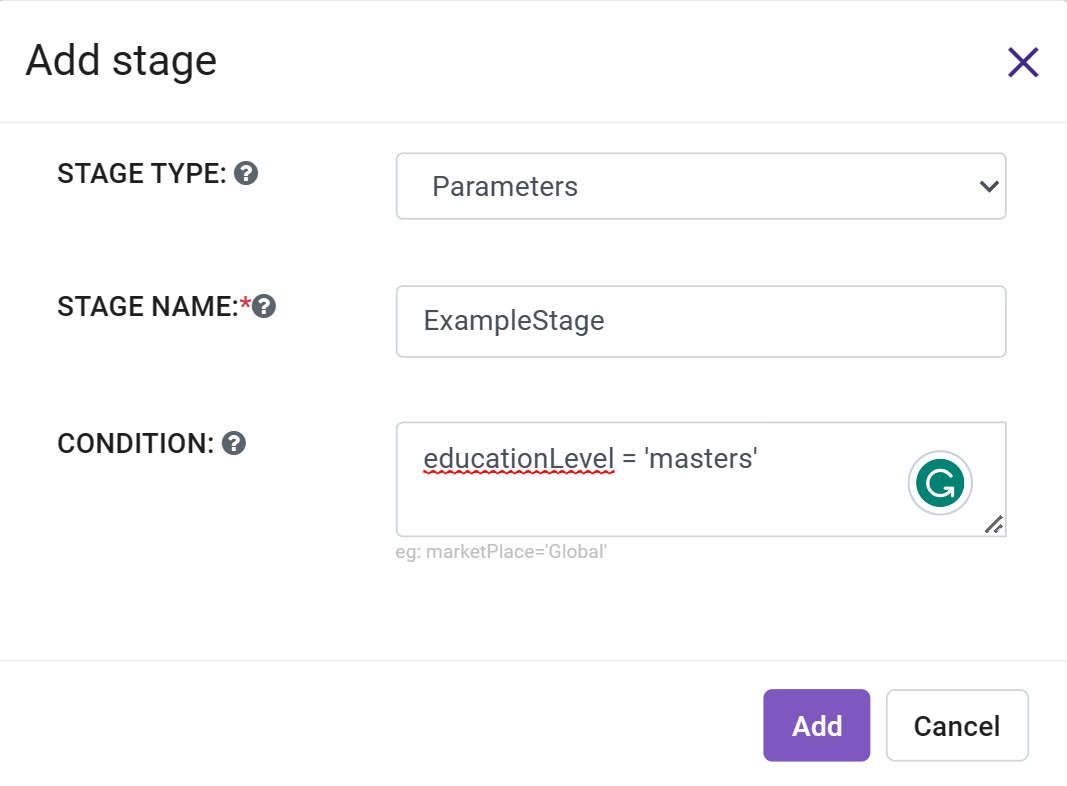 Add stage
STAGE TYPE: ?
Parameters
STAGE NAME:*?
ExampleStage
CONDITION: ?
educationLevel = 'masters'
G
eg: marketPlace='Global'
Add
Cancel